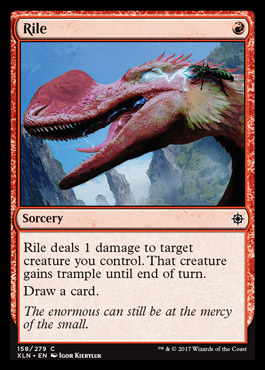 Rile
Sorcery
Rile deals 1 damage to target
creature you control. That creature
gains trample until end of turn.
Draw a card.
The enormous can still be at the mercy
of the small.
158/279 C
XLN • EN Igor Kieryluk
™ & © 2017 Wizards of the Coast